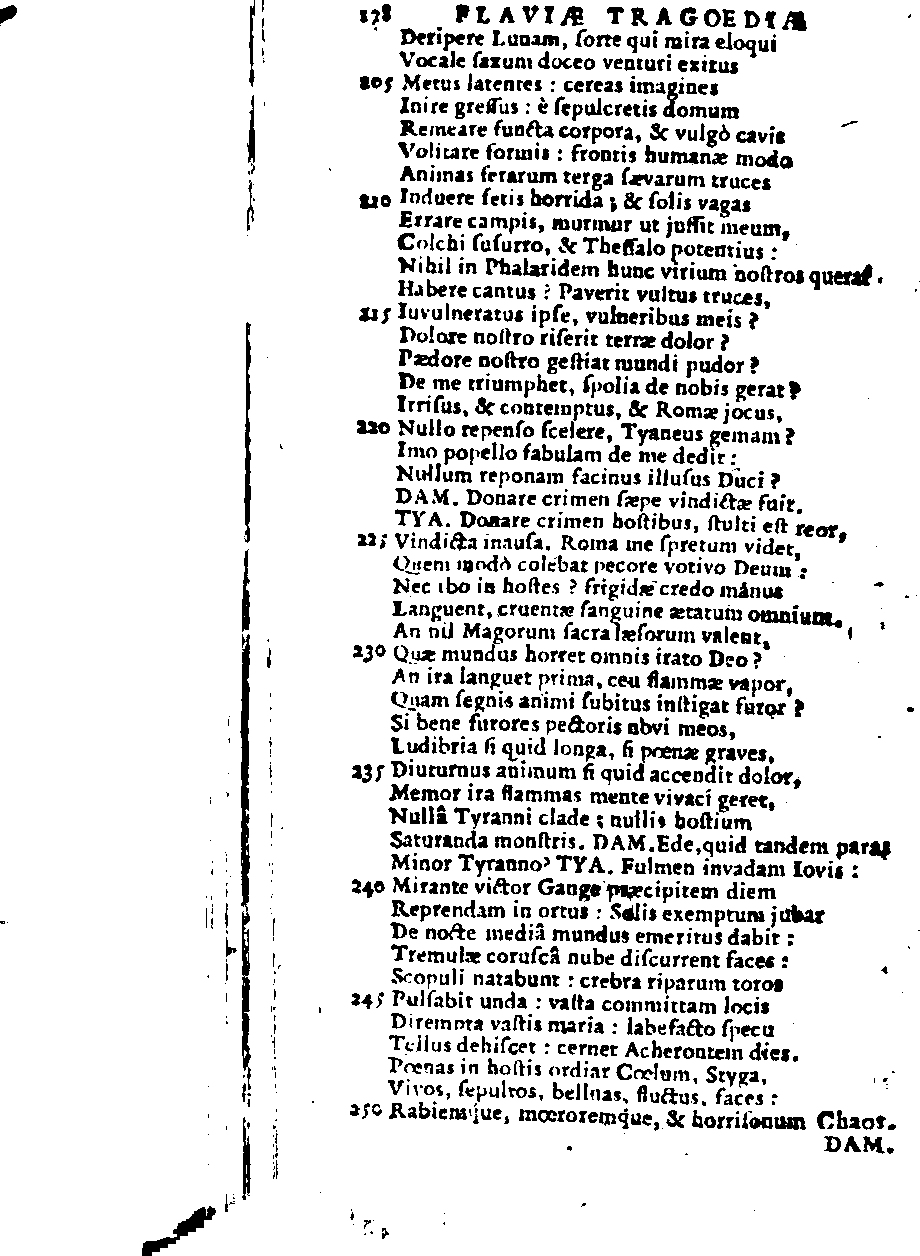 178 FLAVIÆ TRAGOEDIÆ
Deripere Lunam, ſorte qui mira eloqui
Vocale ſaxum doceo venturi exitus
805 Metus latentes : cereas imagines
Inire greſſus : è ſepulcretis domum
Remeare functa corpora, & vulgò cavis
Volitare formis : frontis humanæ modo
Animas ferarum terga ſævarum truces
210 Induere ſetis horrida ; & ſolis vagas
Errare campis, murmur ut juſſit meum,
Colchi ſuſurro, & Theſſalo potentius :
Nihil in Phalaridem hunc virium noſtros queras.
Habere cantus ? Paverit vultus truces,
215 Iuvulneratus ipſe, vulneribus meis ?
Dolore noſtro riſerit terræ dolor ?
Pædore noſtro geſtiat mundi pudor ?
De me triumphet, ſpolia de nobis gerat ?
Irriſus, & contemptus, & Romæ jocus,
220 Nullo repenſo ſcelere, Tyaneus gemam ?
Imo popello fabulam de me dedit :
Nullum reponam facinus illuſus Duci ?
DAM. Donare crimen ſæpe vindictæ fuit.
TYA. Donare crimen hoſtibus, ſtulti eſt reor,
225 Vindicta inauſa. Roma me ſpretum videt,
Quem modò colebat pecore votivo Deum :
Nec ibo in hoſtes ? frigidæ credo mànus
Languent, cruentæ ſanguine ætatum omnium.
An nil Magorum ſacra læſorum valent,
230 Quæ mundus horret omnis irato Deo ?
An ira languet prima, ceu flammæ vapor,
Quam ſegnis animi ſubitus inſtigat furor ?
Si bene furores pectoris novi meos,
Ludibria ſi quid longa, ſi pœnæ graves,
235 Diuturnus animum ſi quid accendit dolor,
Memor ira flammas mente vivaci geret,
Nullâ Tyranni clade ; nullis hoſtium
Saturanda monſtris. DAM. Ede, quid tandem paras
Minor Tyranno? TYA. Fulmen invadam Iovis :
240 Mirante victor Gange præcipitem diem
Reprendam in ortus : Solis exemptum jubar
De nocte mediâ mundus emeritus dabit :
Tremulæ coruſcâ nube diſcurrent faces :
Scopuli natabunt : crebra riparum toros
245 Pulſabit unda : vaſta committam locis
Dirempta vaſtis maria : labefacto ſpecu
Tellus dehiſcet : cernet Acherontem dies.
Pœnas in hoſtis ordiar Cœlum, Styga,
Vivos, ſepultos, belluas, fluctus, faces :
250 Rabiemque, mœroremque, & horriſonum Chaos.
DAM.